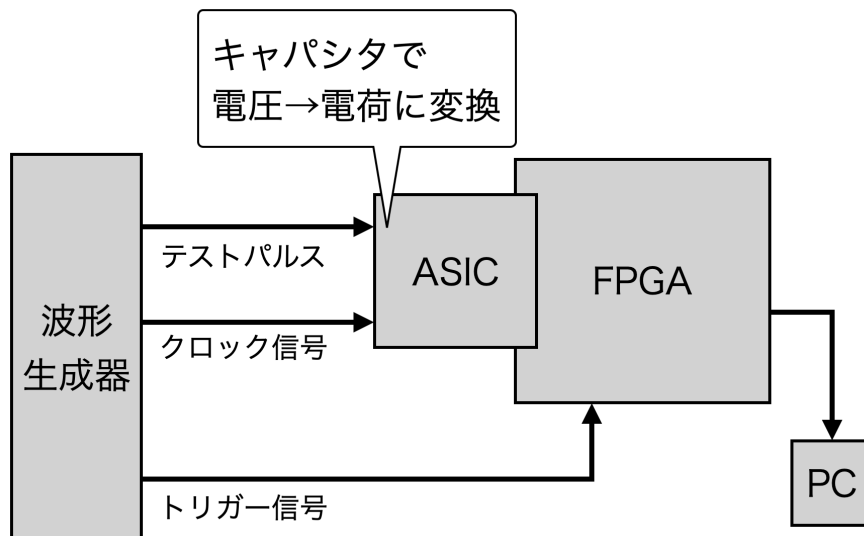 キャパシタで
電圧→電荷に変換
テストパルス
ASIC
FPGA
波形
生成器
クロック信号
トリガー信号
PC